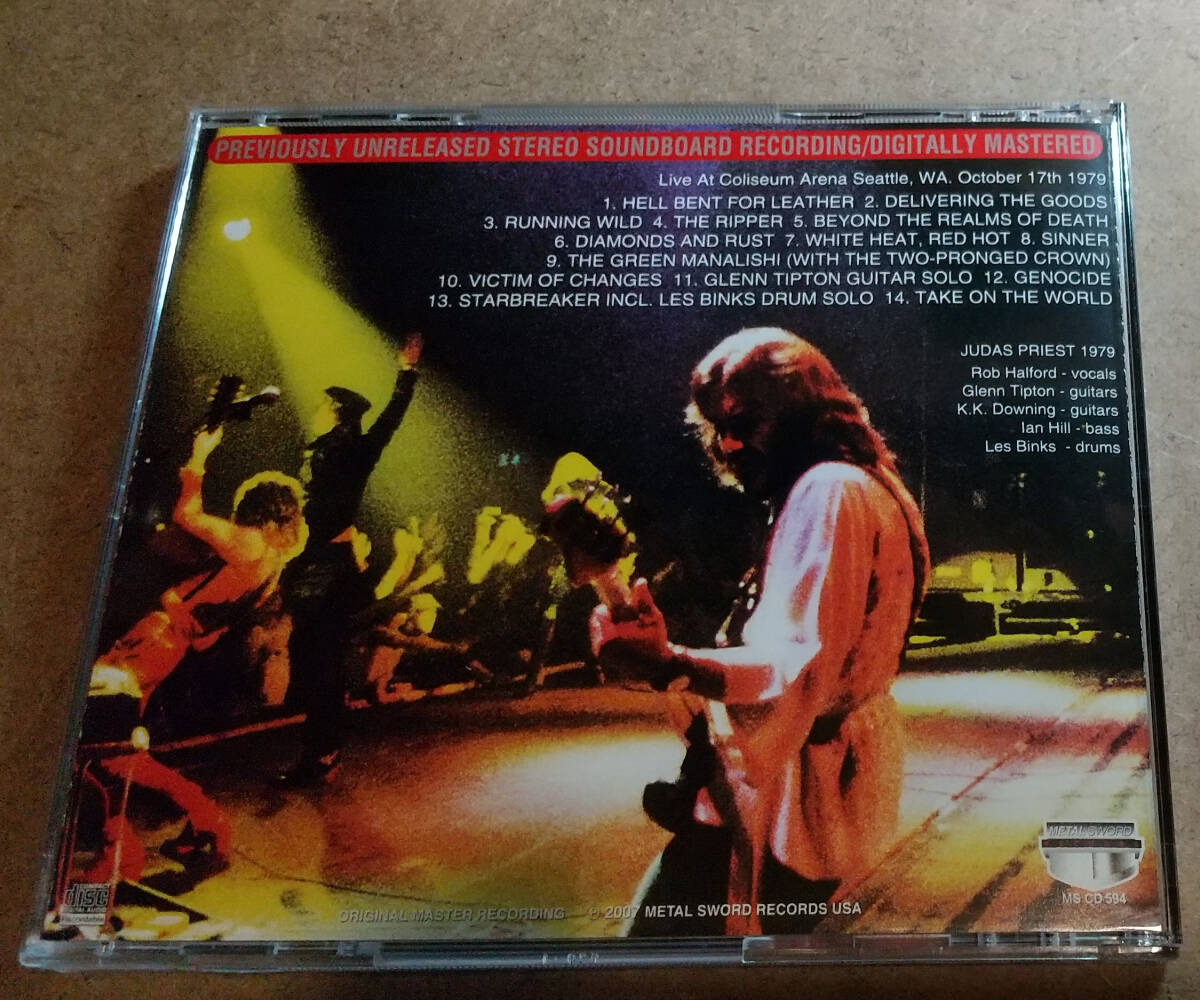 PREVIOUSLY UNRELEASED STEREO SOUNDBOARD RECORDING/DIGITALLY MASTERED
Live At Coliseum Arena Seattle, WA. October 17th 1979
1. HELL BENT FOR LEATHER 2. DELIVERING THE GOODS
3. RUNNING WILD 4. THE RIPPER 5. BEYOND THE REALMS OF DEATH
6. DIAMONDS AND RUST 7. WHITE HEAT, RED HOT 8. SINNER
9. THE GREEN MANALISHI (WITH THE TWO-PRONGED CROWN)
10. VICTIM OF CHANGES 11. GLENN TIPTON GUITAR SOLO 12. GENOCIDE
13. STARBREAKER INCL. LES BINKS DRUM SOLO 14. TAKE ON THE WORLD
JUDAS PRIEST 1979
Rob Halford - vocals
Glenn Tipton - guitars
K.K. Downing - guitars
Ian Hill - bass
Les Binks - drums
METAL SWORD
MS CD 594
COMPACT
disc
DIGITAL AUDIO
Recordable
ORIGINAL MASTER RECORDING ℗ 2007 METAL SWORD RECORDS USA